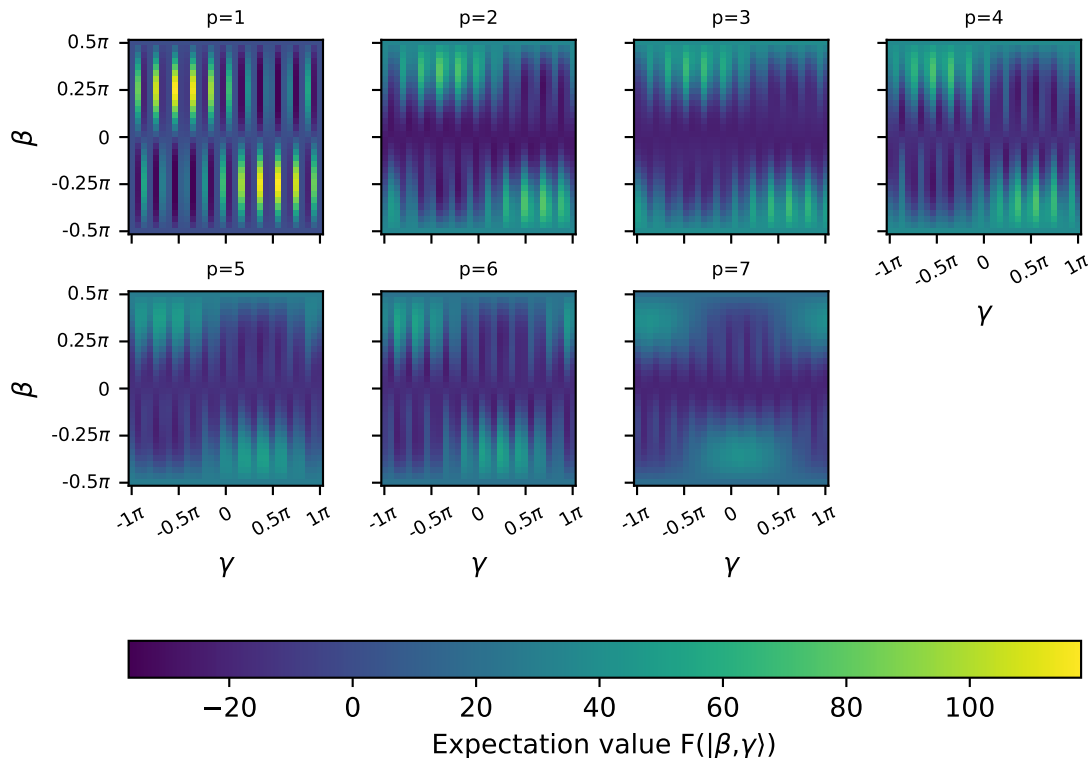 p=1 p=2 p=3 p=4
0.5π
0.25π
0
-0.25π
-0.5π
β
-1π -0.5π 0 0.5π 1π
γ
p=5 p=6 p=7
0.5π
0.25π
0
-0.25π
-0.5π
β
-1π -0.5π 0 0.5π 1π -1π -0.5π 0 0.5π 1π -1π -0.5π 0 0.5π 1π
γ γ γ
−20 0 20 40 60 80 100
Expectation value F(|β,γ⟩)